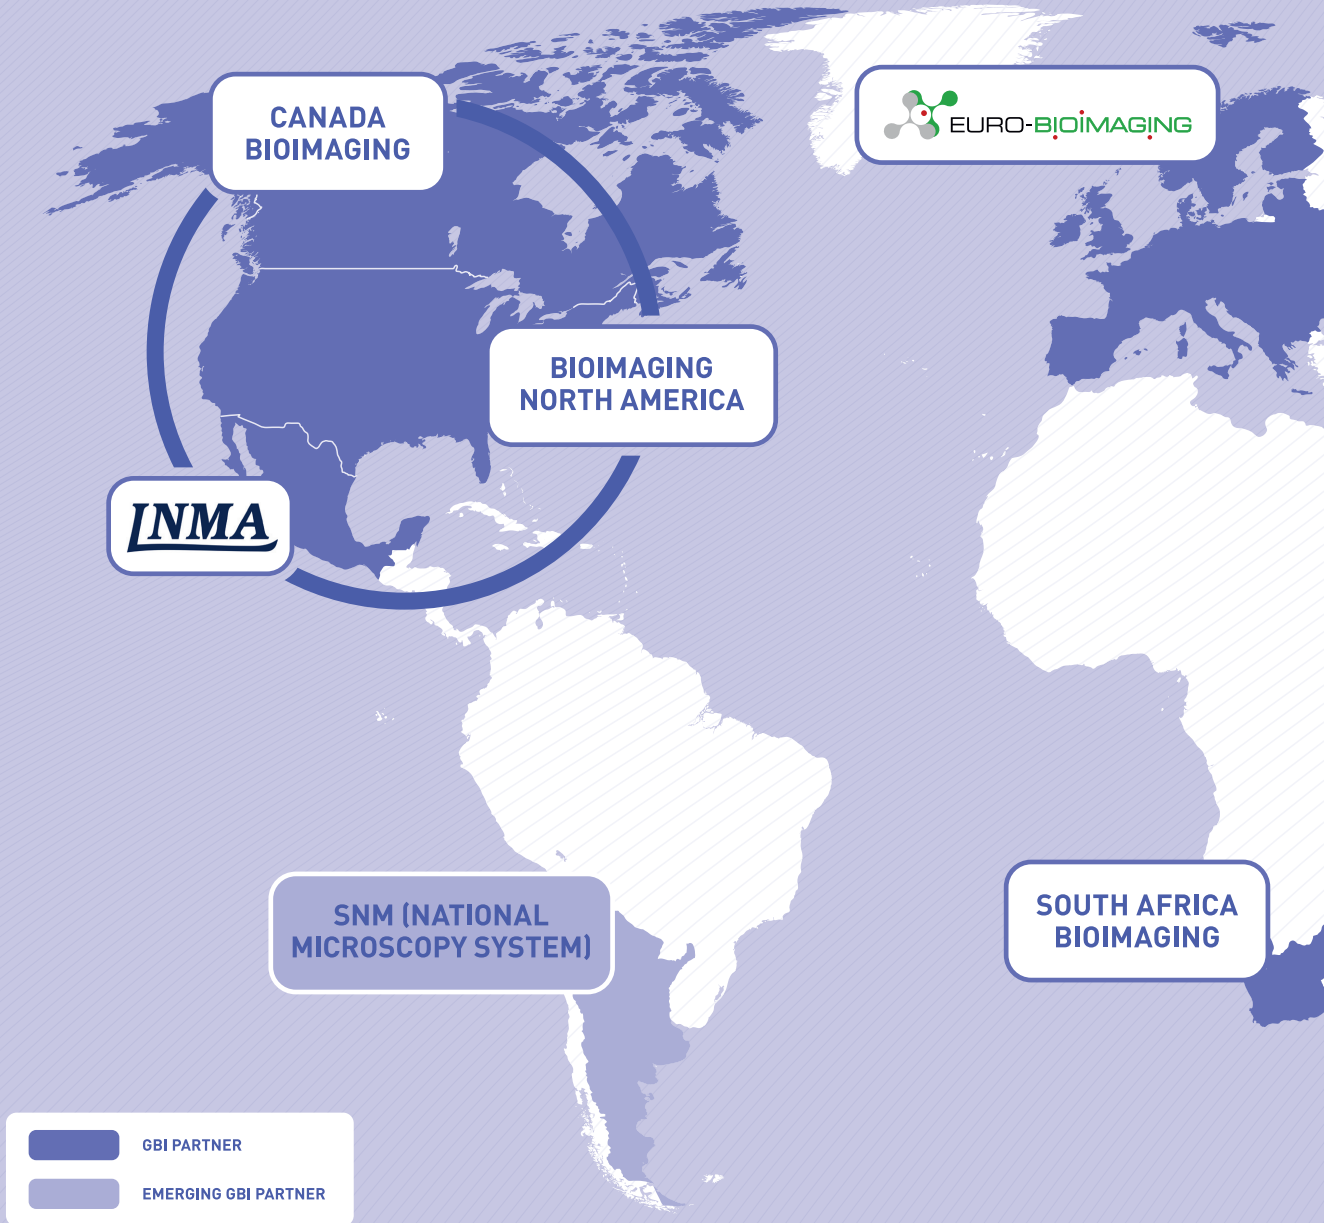 CANADA
BIOIMAGING
EURO-BIOIMAGING
BIOIMAGING
NORTH AMERICA
LNMA
SNM (NATIONAL
MICROSCOPY SYSTEM)
SOUTH AFRICA
BIOIMAGING
GBI PARTNER
EMERGING GBI PARTNER